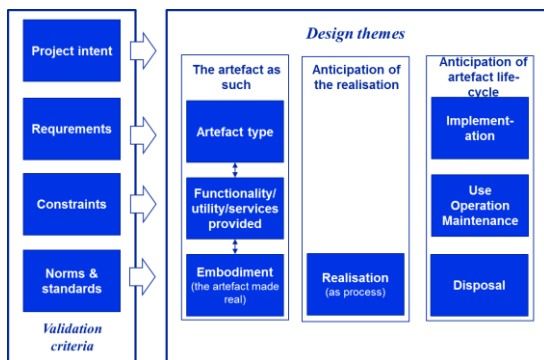 Project intent
Requrements
Constraints
Norms &
standards
Validation
criteria
Design themes
The artefact as
such
Artefact type
Functionality/
utility/services
provided
Embodiment
(the artefact made
real)
Anticipation of
the realisation
Realisation
(as process)
Anticipation of
artefact life-
cycle
Implement-
ation
Use
Operation
Maintenance
Disposal